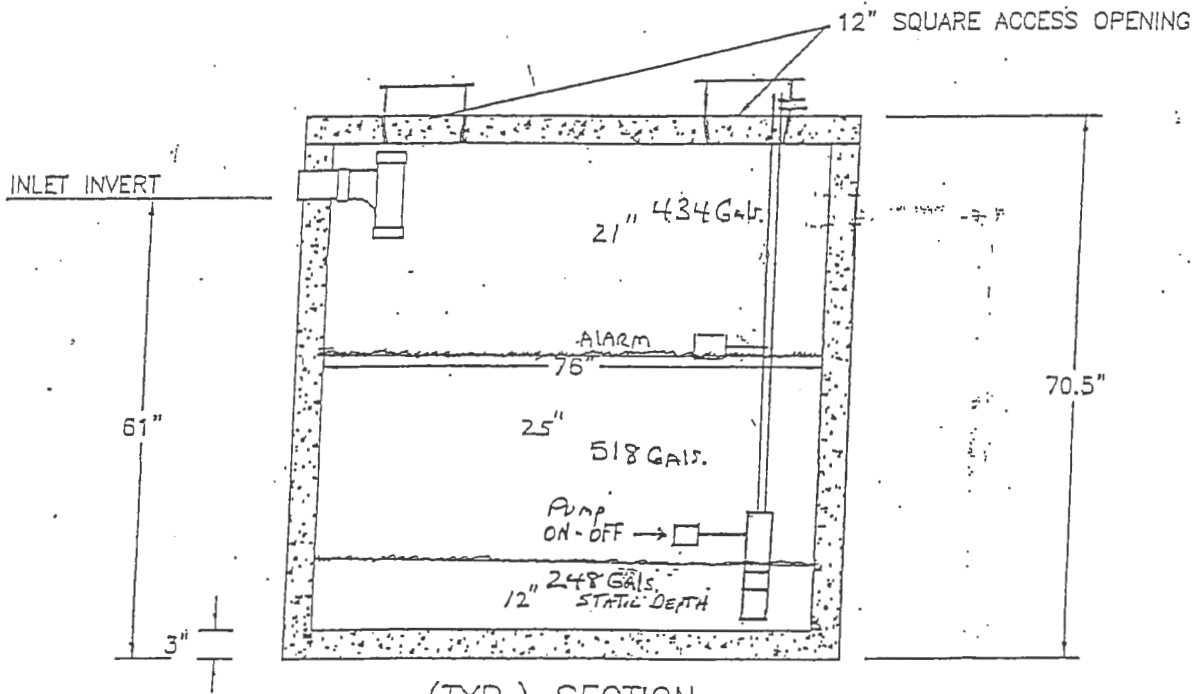 12" SQUARE ACCESS OPENING
INLET INVERT
21" 434 Gals.
ALARM
76"
70.5"
61"
25"
518 GAls.
Pump
ON-OFF
248 GAls.
12" STATIC DEPTH
3"
(TYP.) SECTION